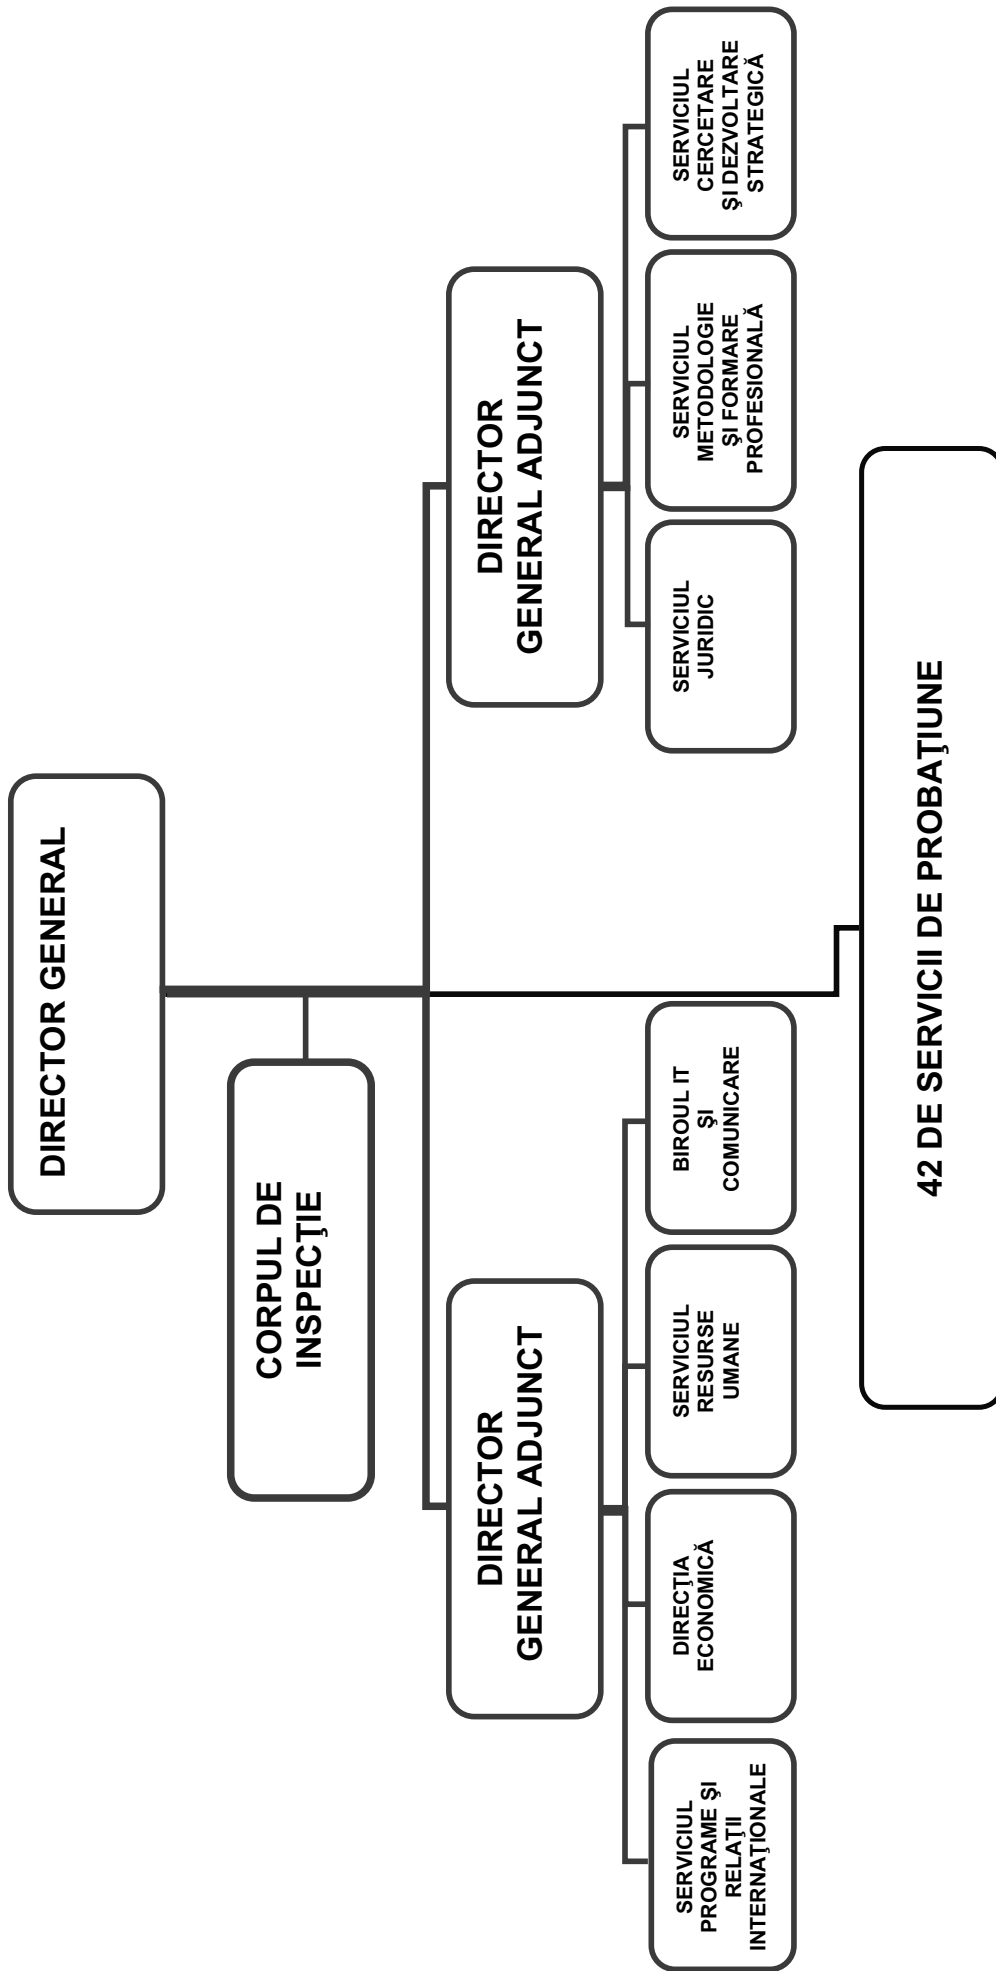 DIRECTOR GENERAL
CORPUL DE
INSPECŢIE
DIRECTOR
GENERAL ADJUNCT
DIRECTOR
GENERAL ADJUNCT
SERVICIUL
PROGRAME ŞI
RELAŢII
INTERNAŢIONALE
DIRECŢIA
ECONOMICĂ
SERVICIUL
RESURSE
UMANE
BIROUL IT
ŞI
COMUNICARE
SERVICIUL
JURIDIC
SERVICIUL
METODOLOGIE
ŞI FORMARE
PROFESIONALĂ
SERVICIUL
CERCETARE
ŞI DEZVOLTARE
STRATEGICĂ
42 DE SERVICII DE PROBAŢIUNE